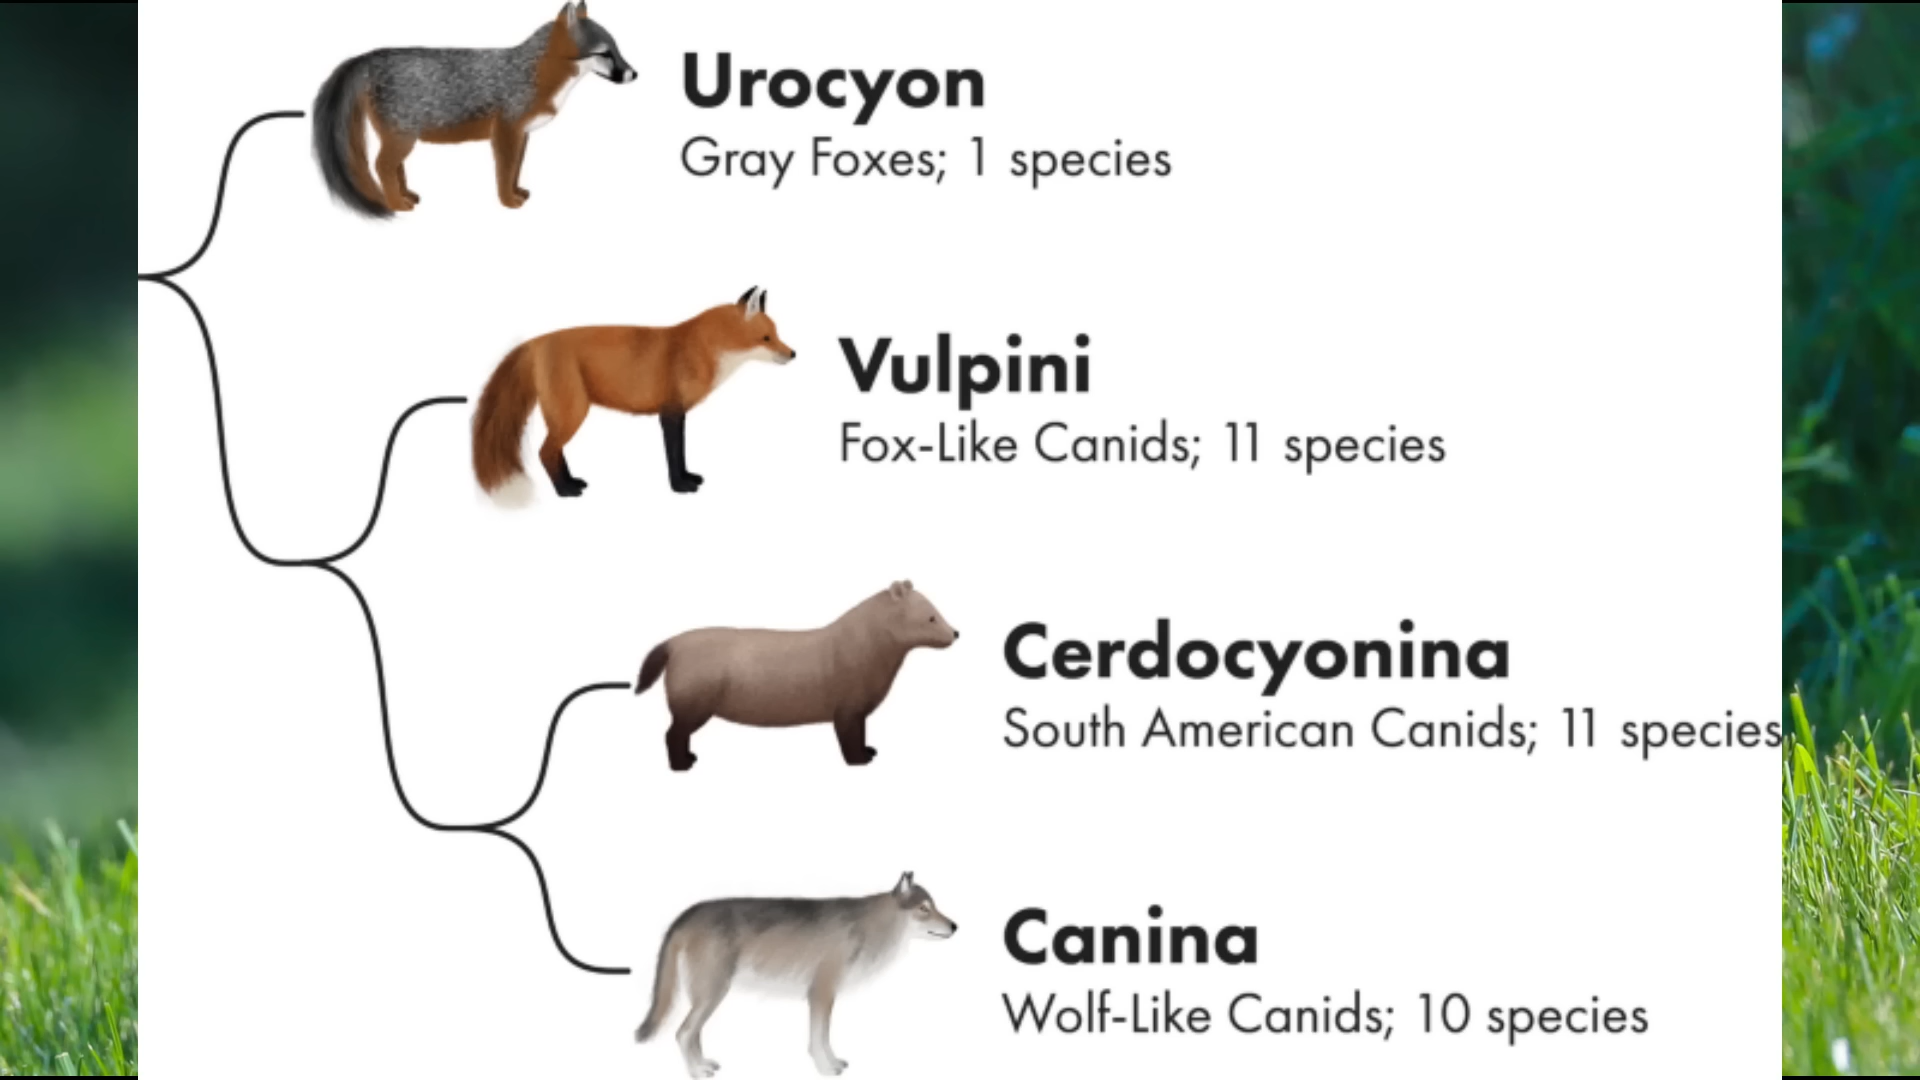 Urocyon
Gray Foxes; 1 species
Vulpini
Fox-Like Canids; 11 species
Cerdocyonina
South American Canids; 11 species
Canina
Wolf-Like Canids; 10 species